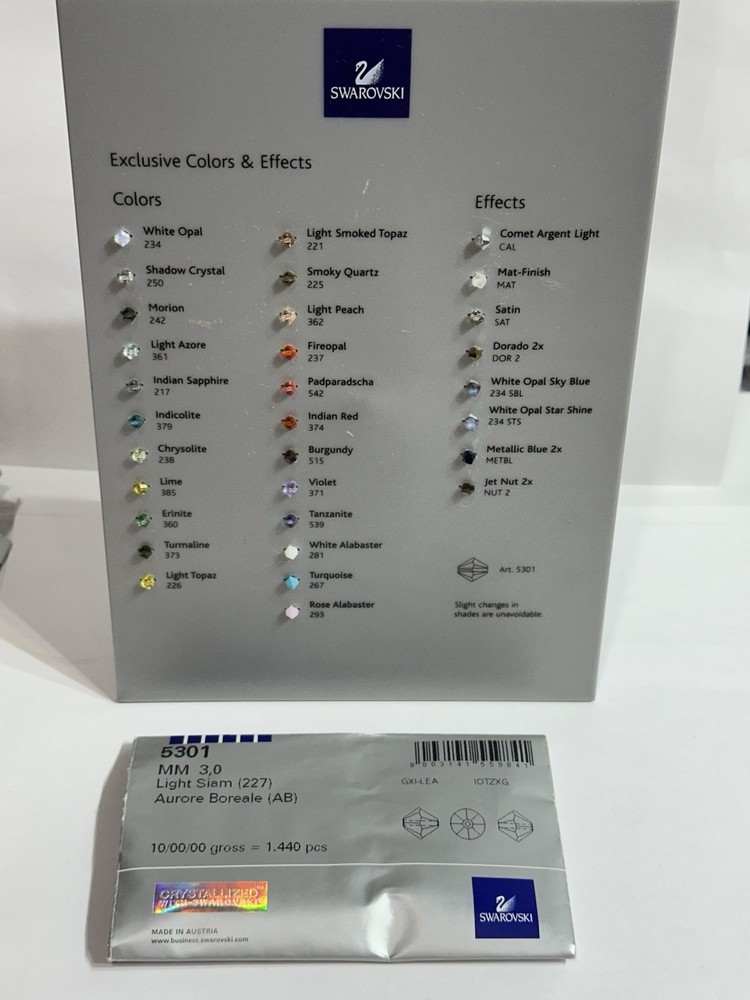 SWAROVSKI
Exclusive Colors & Effects
Colors
White Opal
234
Shadow Crystal
250
Morion
242
Light Azore
361
Indian Sapphire
217
Indicolite
379
Chrysolite
238
Lime
385
Erinite
360
Turmaline
373
Light Topaz
226
Light Smoked Topaz
221
Smoky Quartz
225
Light Peach
362
Fireopal
237
Padparadscha
542
Indian Red
374
Burgundy
515
Violet
371
Tanzanite
539
White Alabaster
281
Turquoise
267
Rose Alabaster
293
Effects
Comet Argent Light
CAL
Mat-Finish
MAT
Satin
SAT
Dorado 2x
DOR 2
White Opal Sky Blue
234 SBL
White Opal Star Shine
234 STS
Metallic Blue 2x
METBL
Jet Nut 2x
NUT 2
Art. 5301
Slight changes in
shades are unavoidable.
5301
MM 3,0
Light Siam (227)
Aurore Boreale (AB)
10/00/00 gross = 1.440 pcs
GXI-LEA IOTZXG
CRYSTALLIZED™
WITH SWAROVSKI
MADE IN AUSTRIA
www.business.swarovski.com
SWAROVSKI